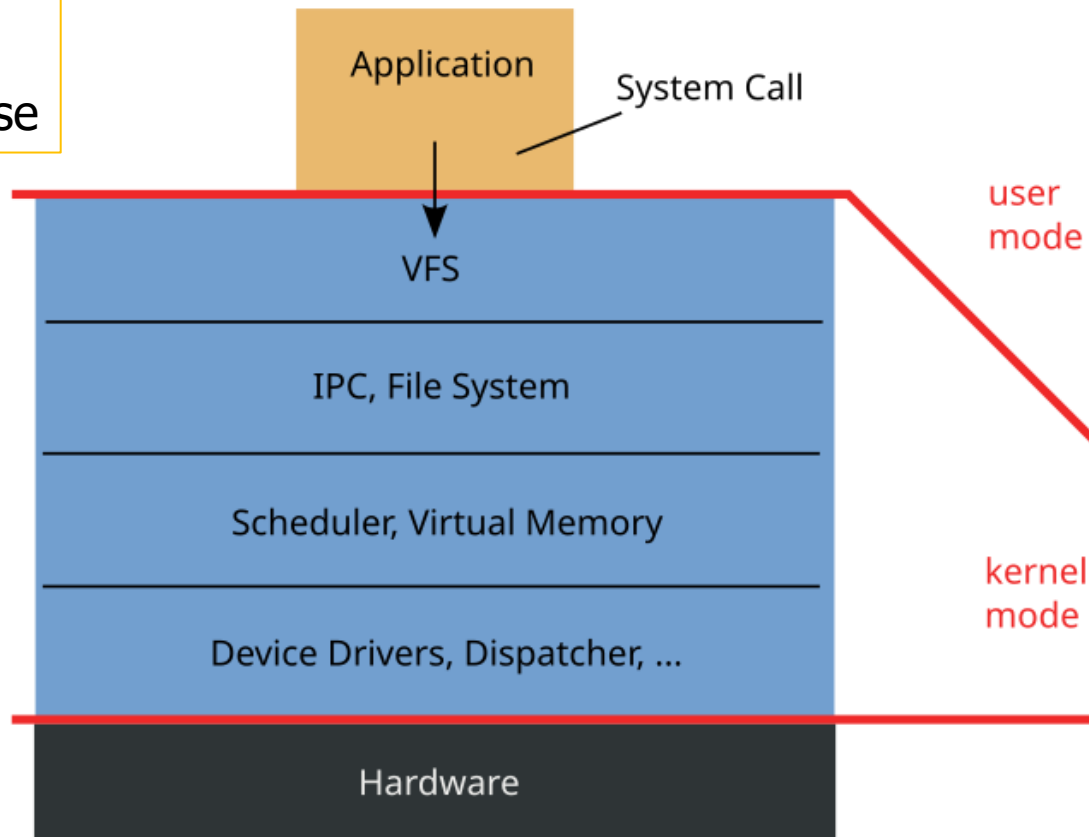 se
Application
System Call
user
mode
VFS
IPC, File System
Scheduler, Virtual Memory
kernel
mode
Device Drivers, Dispatcher, ...
Hardware